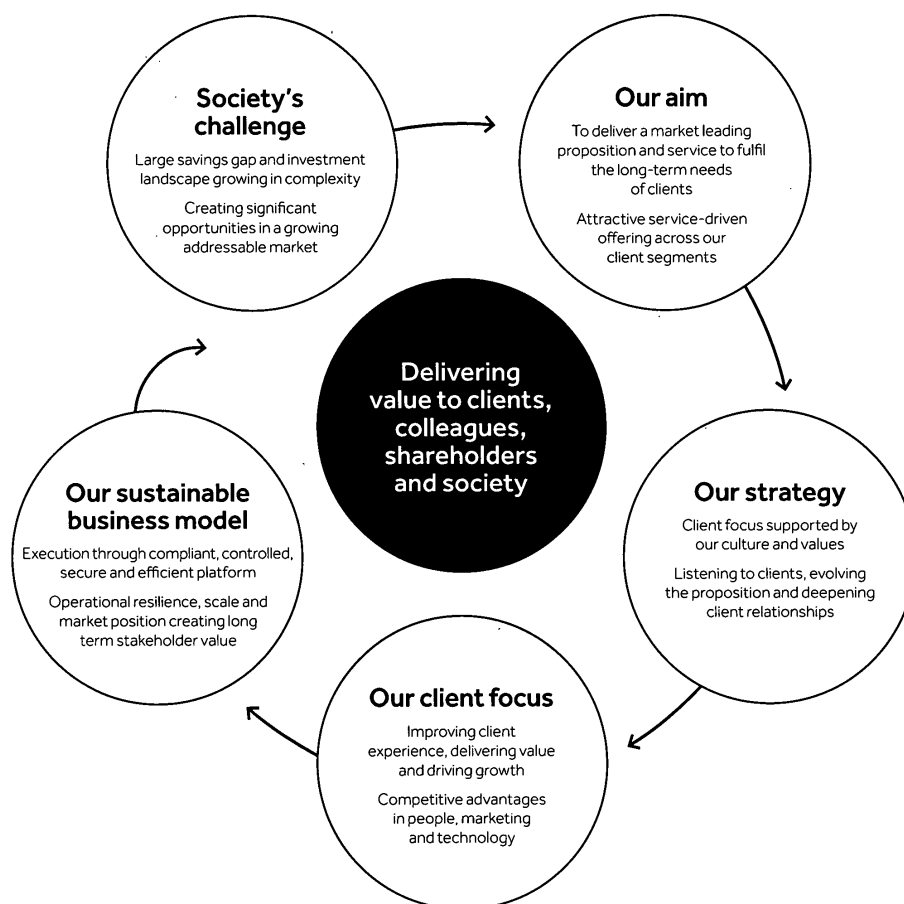 Society's
challenge
Large savings gap and investment
landscape growing in complexity
Creating significant
opportunities in a growing
addressable market
Our aim
To deliver a market leading
proposition and service to fulfil
the long-term needs
of clients
Attractive service-driven
offering across our
client segments
Delivering
value to clients,
colleagues,
shareholders
and society
Our strategy
Client focus supported by
our culture and values
Listening to clients, evolving
the proposition and deepening
client relationships
Our client focus
Improving client
experience, delivering value
and driving growth
Competitive advantages
in people, marketing
and technology
Our sustainable
business model
Execution through compliant, controlled,
secure and efficient platform
Operational resilience, scale and
market position creating long
term stakeholder value